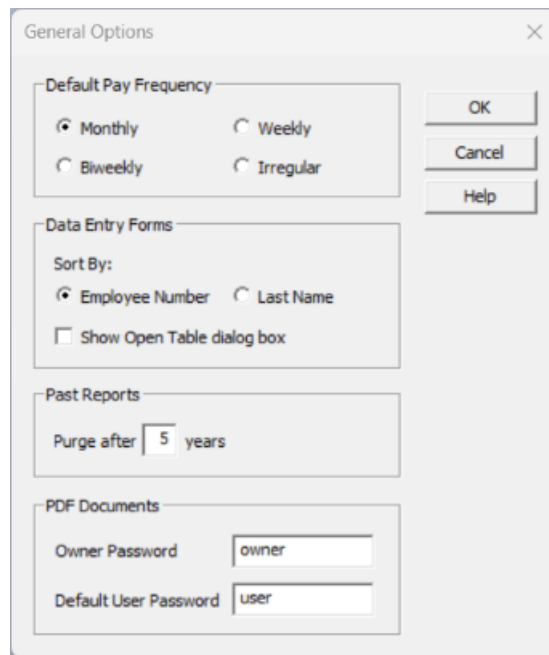 General Options
Default Pay Frequency
Monthly Weekly
Biweekly Irregular
OK
Cancel
Help
Data Entry Forms
Sort By:
Employee Number Last Name
Show Open Table dialog box
Past Reports
Purge after 5 years
PDF Documents
Owner Password owner
Default User Password user